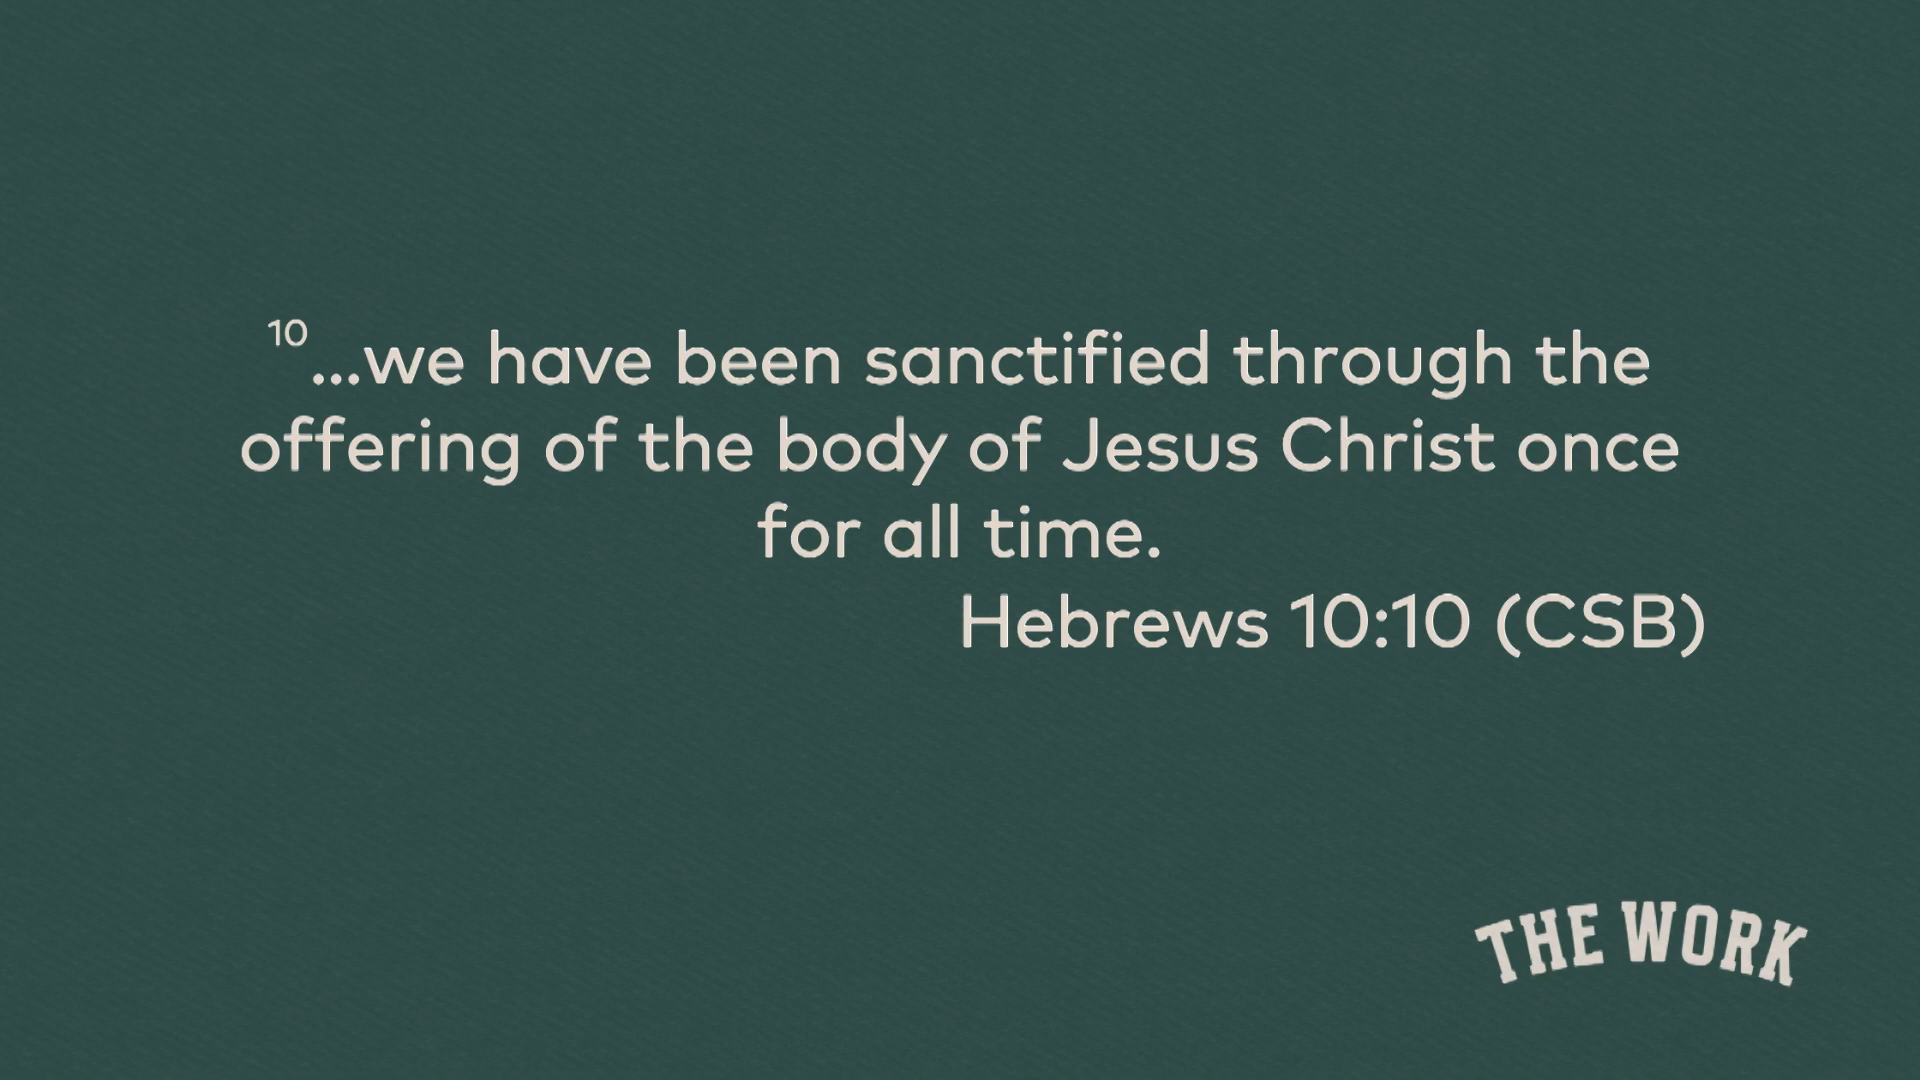 10 ...we have been sanctified through the
offering of the body of Jesus Christ once
for all time.
Hebrews 10:10 (CSB)
THE WORK